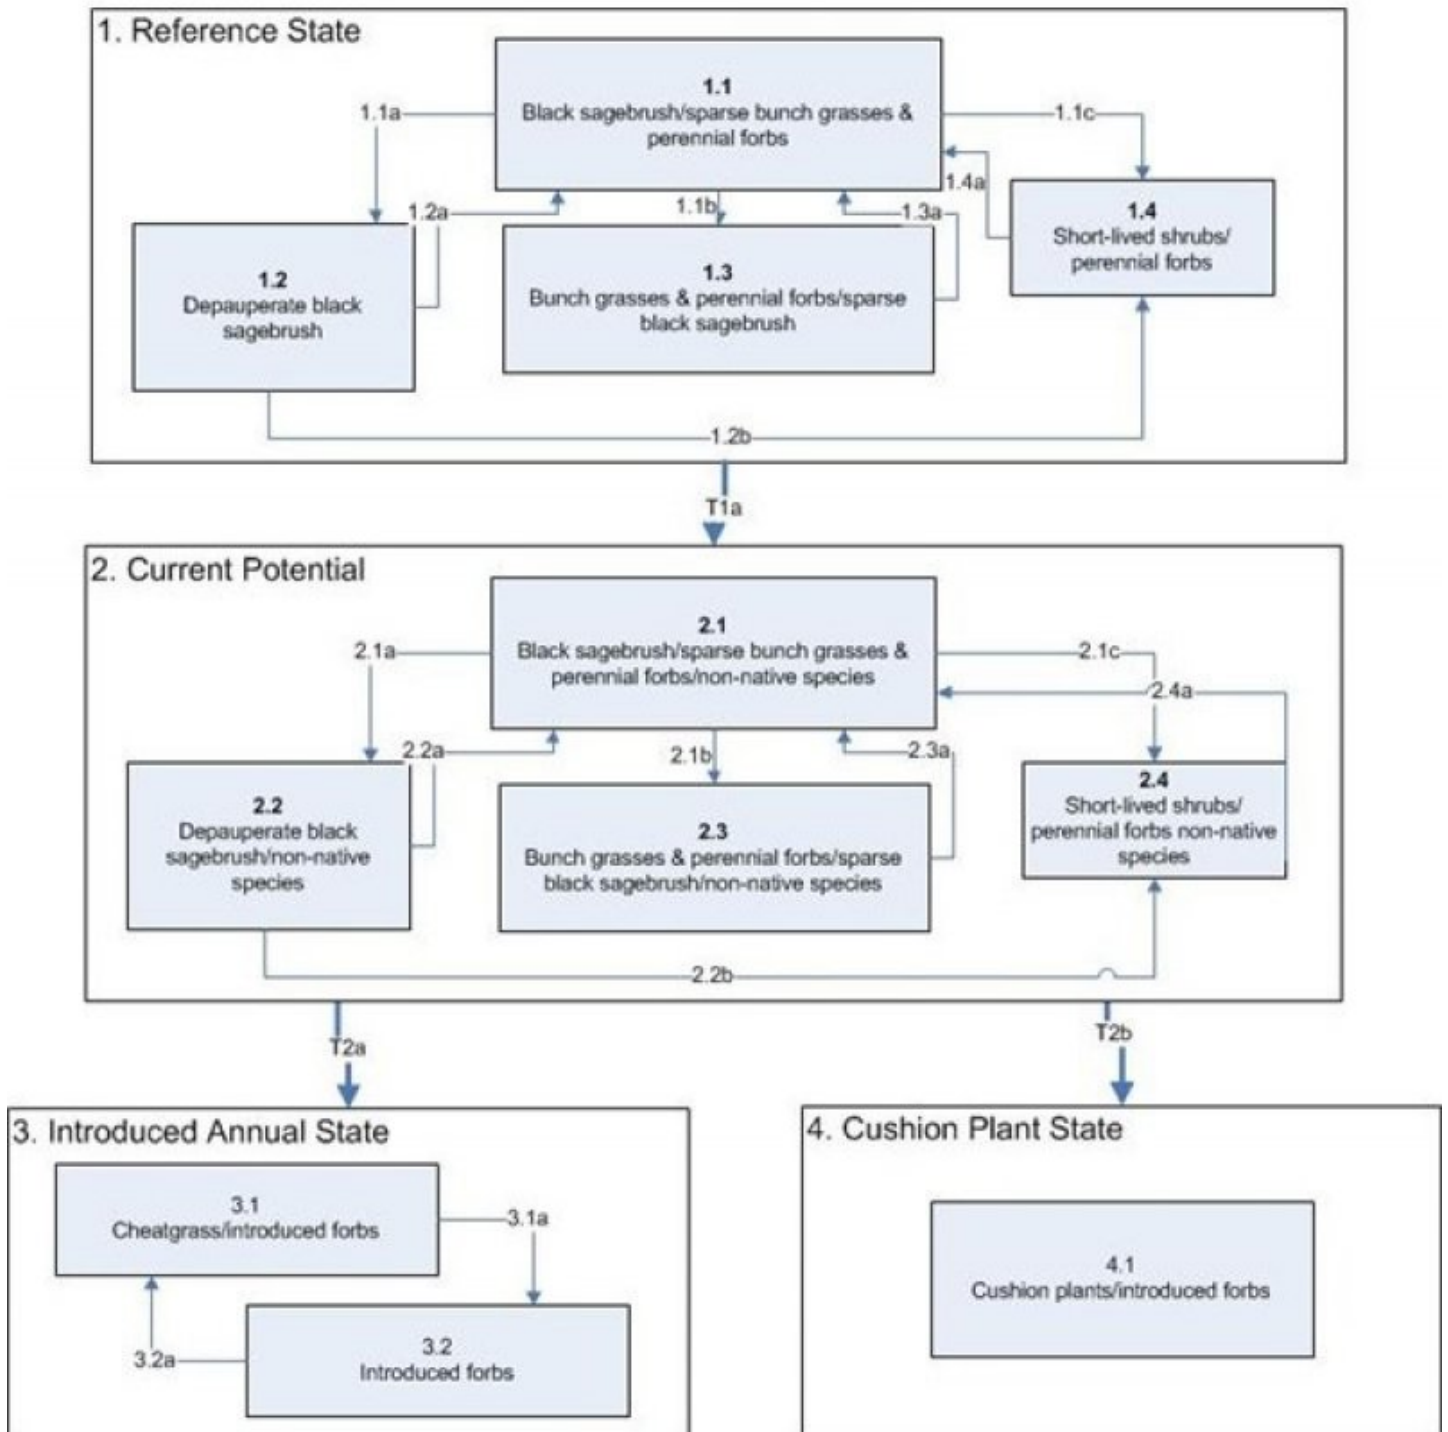 1. Reference State
1.1
Black sagebrush/sparse bunch grasses &
perennial forbs
1.1a
1.1c
1.4a
1.2a
1.1b
1.3a
1.4
Short-lived shrubs/
perennial forbs
1.2
Depauperate black
sagebrush
1.3
Bunch grasses & perennial forbs/sparse
black sagebrush
1.2b
T1a
2. Current Potential
2.1
Black sagebrush/sparse bunch grasses &
perennial forbs/non-native species
2.1a
2.1c
2.4a
2.2a
2.1b
2.3a
2.2
Depauperate black
sagebrush/non-native
species
2.3
Bunch grasses & perennial forbs/sparse
black sagebrush/non-native species
2.4
Short-lived shrubs/
perennial forbs non-native
species
2.2b
T2a
T2b
3. Introduced Annual State
3.1
Cheatgrass/introduced forbs
3.1a
3.2a
3.2
Introduced forbs
4. Cushion Plant State
4.1
Cushion plants/introduced forbs